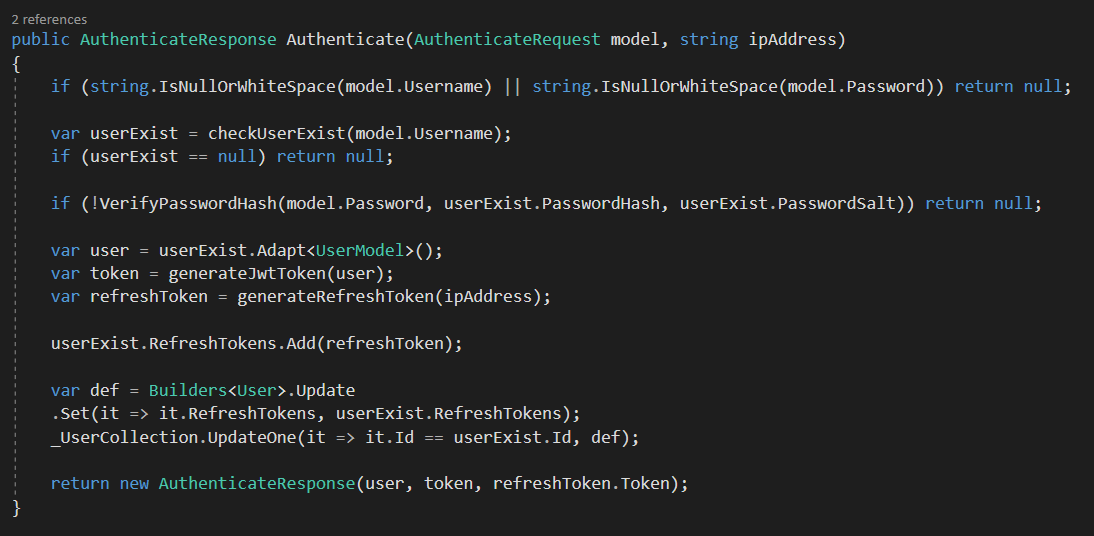 2 references
public AuthenticateResponse Authenticate(AuthenticateRequest model, string ipAddress)
{
if (string.IsNullOrWhiteSpace(model.Username) || string.IsNullOrWhiteSpace(model.Password)) return null;
var userExist = checkUserExist(model.Username);
if (userExist == null) return null;
if (!VerifyPasswordHash(model.Password, userExist.PasswordHash, userExist.PasswordSalt)) return null;
var user = userExist.Adapt<UserModel>();
var token = generateJwtToken(user);
var refreshToken = generateRefreshToken(ipAddress);
userExist.RefreshTokens.Add(refreshToken);
var def = Builders<User>.Update
.Set(it => it.RefreshTokens, userExist.RefreshTokens);
_UserCollection.UpdateOne(it => it.Id == userExist.Id, def);
return new AuthenticateResponse(user, token, refreshToken.Token);
}